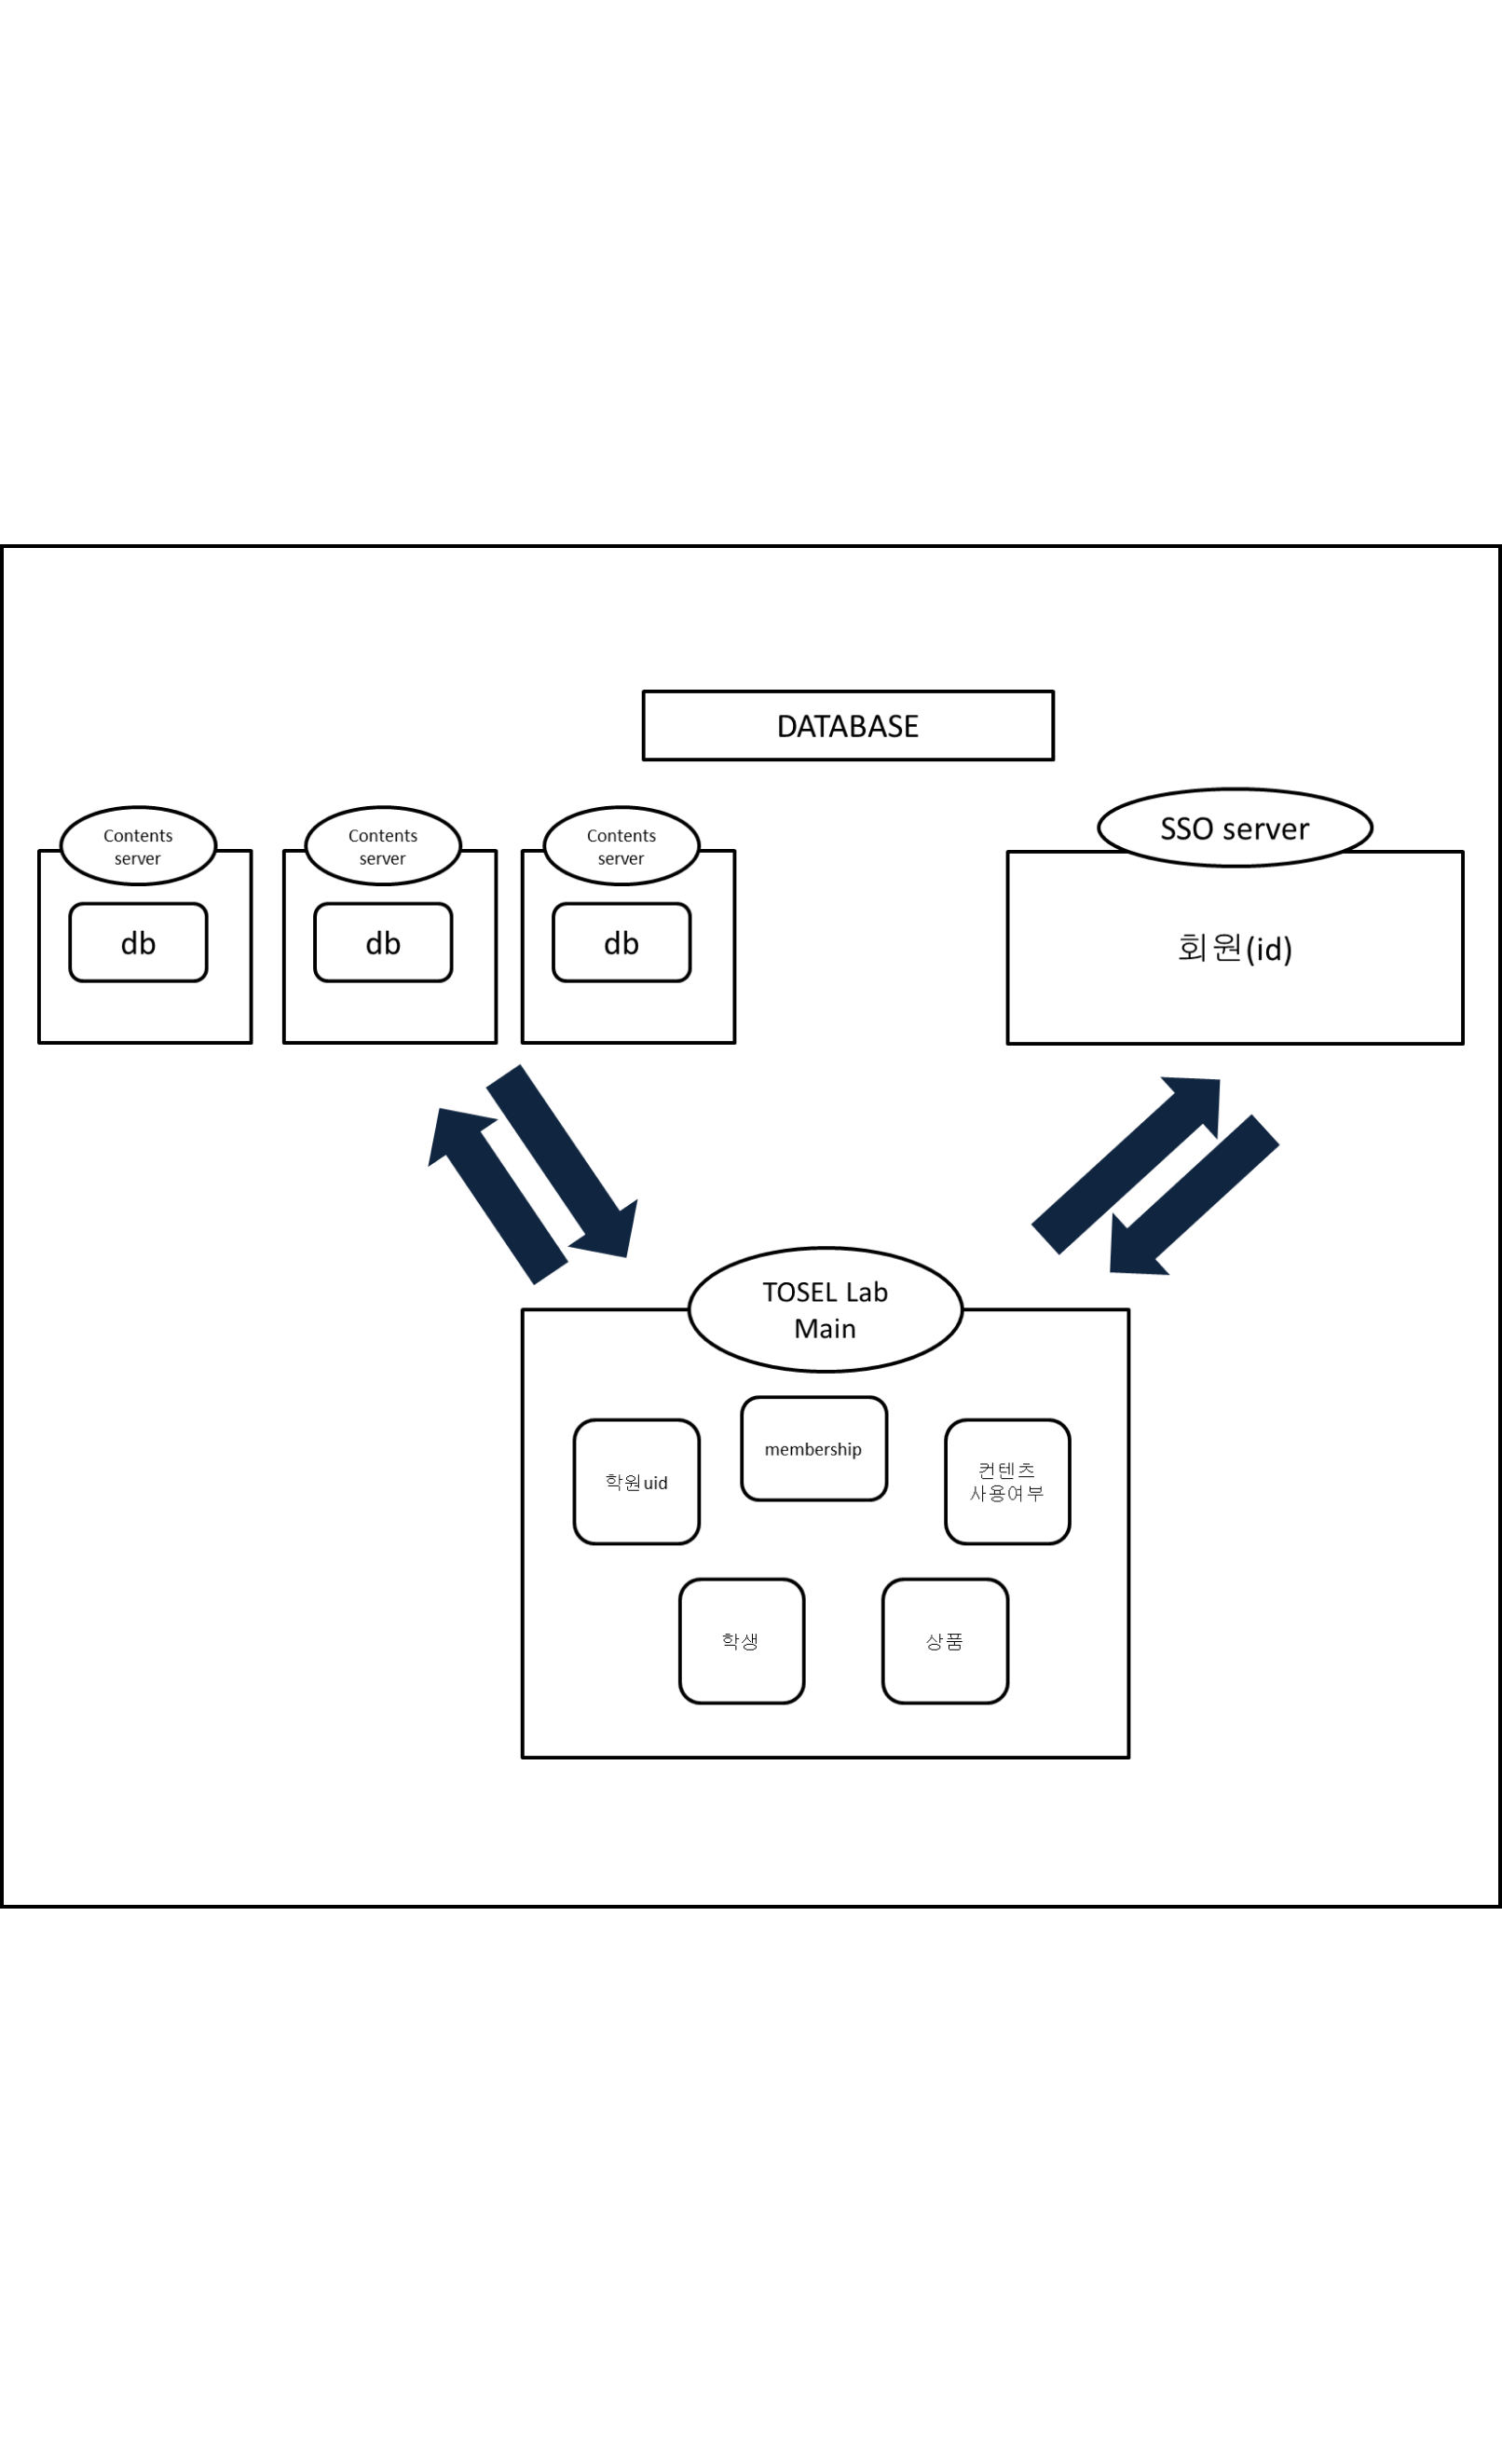 DATABASE
Contents
server
db
Contents
server
db
Contents
server
db
SSO server
회원(id)
TOSEL Lab
Main
학원uid
membership
컨텐츠
사용여부
학생
상품